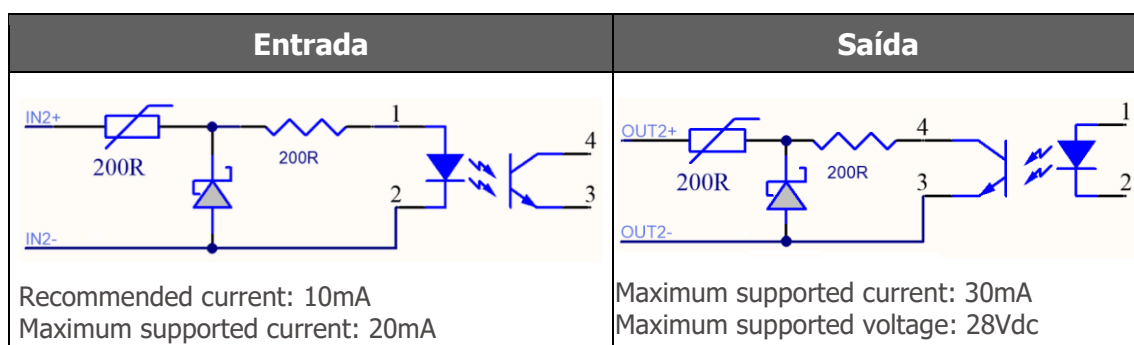 Entrada
IN2+
200R
200R
1
2
4
3
IN2-
Recommended current: 10mA
Maximum supported current: 20mA
Saída
OUT2+
200R
200R
4
3
1
2
OUT2-
Maximum supported current: 30mA
Maximum supported voltage: 28Vdc